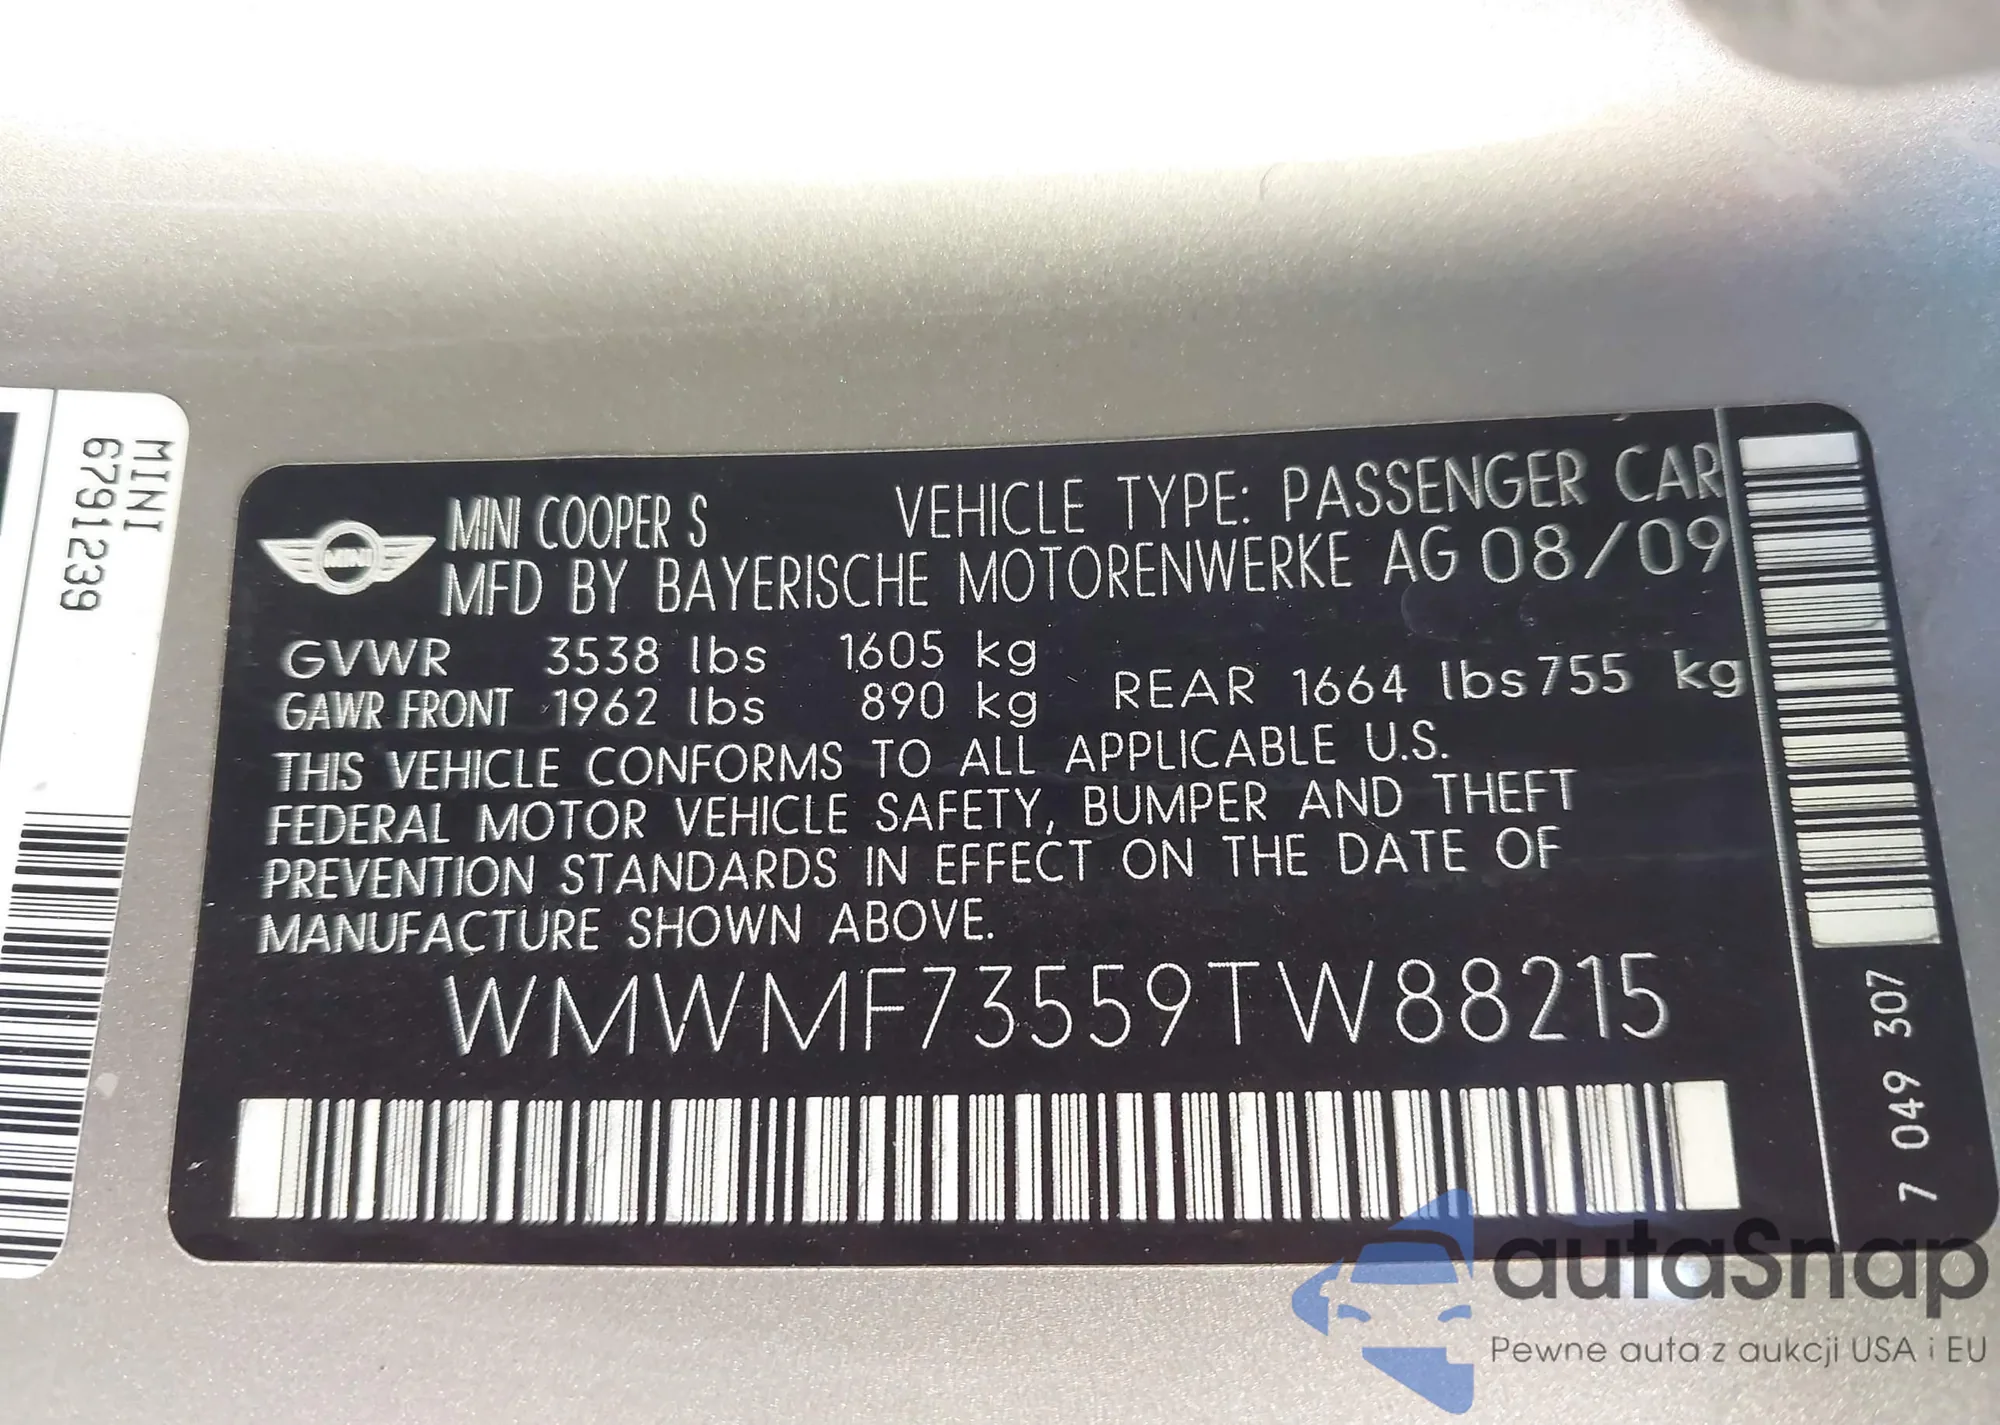 MINI
6791239
MINI
MINI COOPER S VEHICLE TYPE: PASSENGER CAR
MFD BY BAYERISCHE MOTORENWERKE AG 08/09
GVWR 3538 lbs 1605 kg
GAWR FRONT 1962 lbs 890 kg REAR 1664 lbs 755 kg
THIS VEHICLE CONFORMS TO ALL APPLICABLE U.S.
FEDERAL MOTOR VEHICLE SAFETY, BUMPER AND THEFT
PREVENTION STANDARDS IN EFFECT ON THE DATE OF
MANUFACTURE SHOWN ABOVE.
WMWMF73559TW88215
7 049 307
autaSnap
Pewne auta z aukcji USA i EU